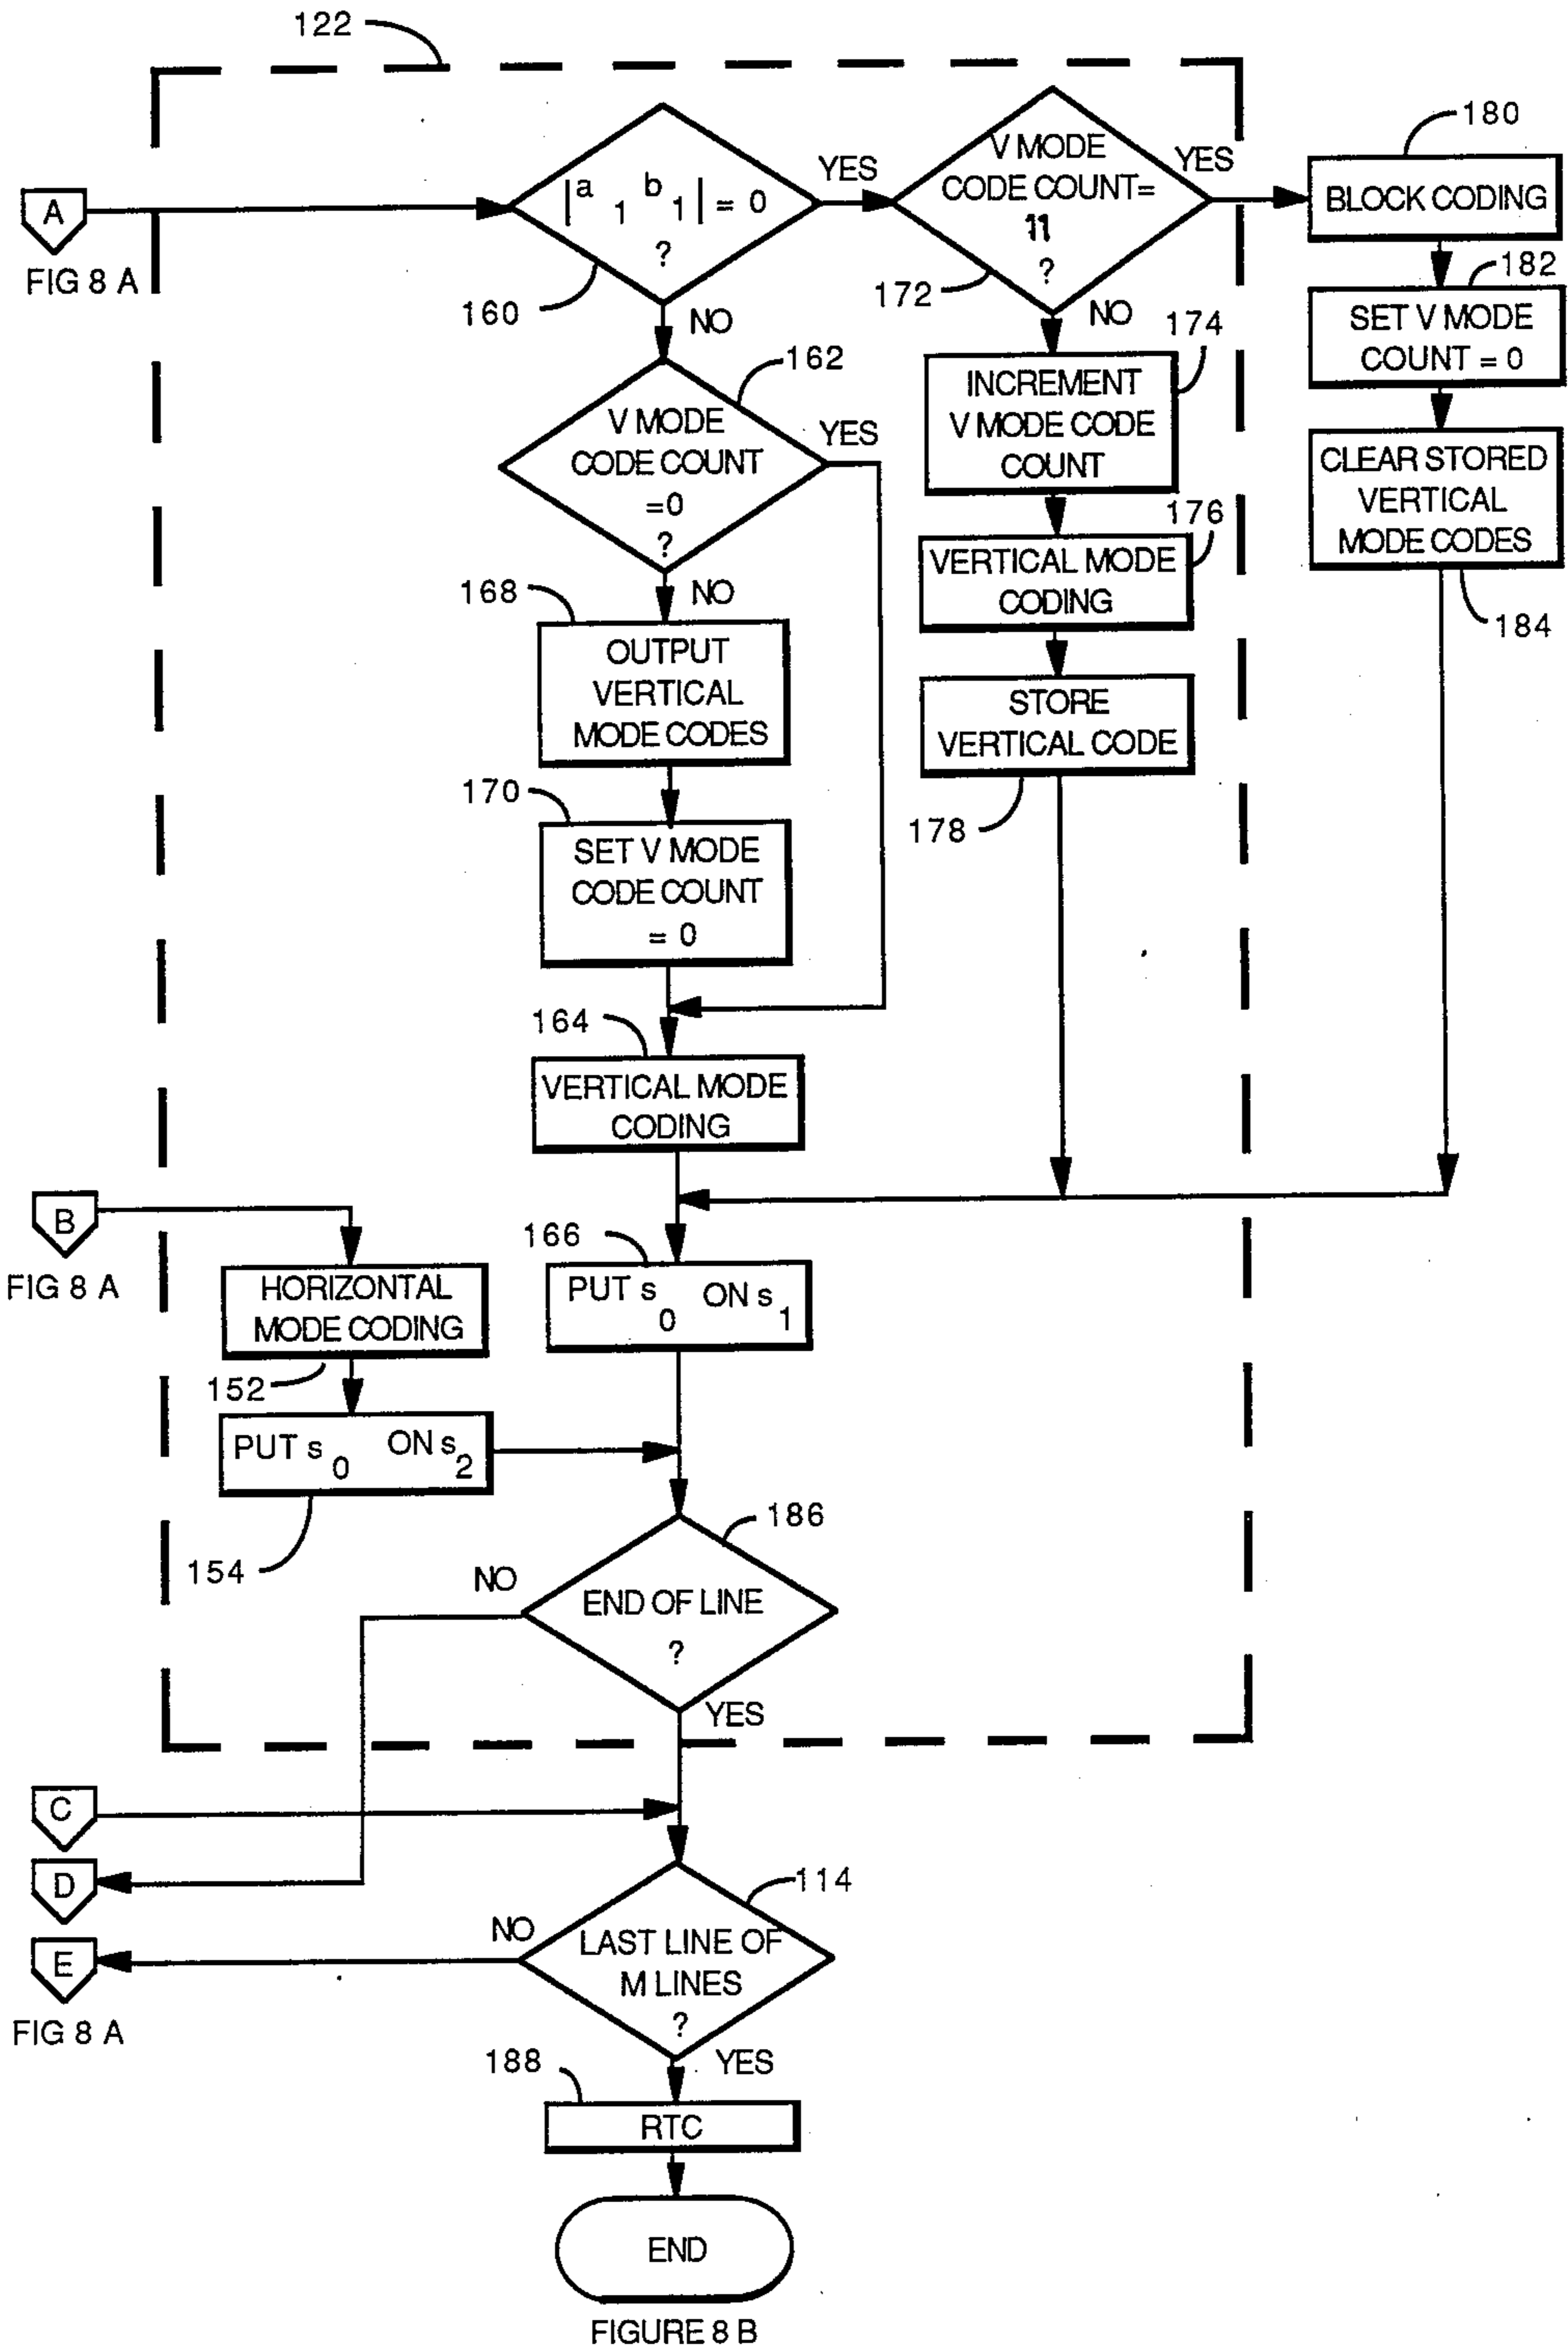 122
A
FIG 8 A
|a 1 b 1| = 0
?
160
YES
V MODE
CODE COUNT=
11
?
172
YES
180
BLOCK CODING
182
SET V MODE
COUNT = 0
CLEAR STORED
VERTICAL
MODE CODES
184
NO
174
INCREMENT
V MODE CODE
COUNT
176
VERTICAL MODE
CODING
STORE
VERTICAL CODE
178
NO
162
V MODE
CODE COUNT
=0
?
YES
NO
168
OUTPUT
VERTICAL
MODE CODES
170
SET V MODE
CODE COUNT
= 0
164
VERTICAL MODE
CODING
B
FIG 8 A
HORIZONTAL
MODE CODING
152
PUT s 0 ON s 2
154
166
PUT s 0 ON s 1
186
END OF LINE
?
NO
YES
C
D
E
FIG 8 A
114
LAST LINE OF
M LINES
?
NO
YES
188
RTC
END
FIGURE 8 B